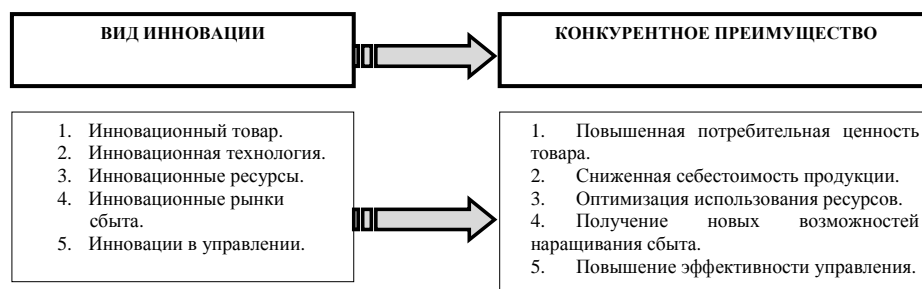 ВИД ИННОВАЦИИ
КОНКУРЕНТНОЕ ПРЕИМУЩЕСТВО
1. Инновационный товар.
2. Инновационная технология.
3. Инновационные ресурсы.
4. Инновационные рынки
сбыта.
5. Инновации в управлении.
1. Повышенная потребительная ценность
товара.
2. Сниженная себестоимость продукции.
3. Оптимизация использования ресурсов.
4. Получение новых возможностей
наращивания сбыта.
5. Повышение эффективности управления.